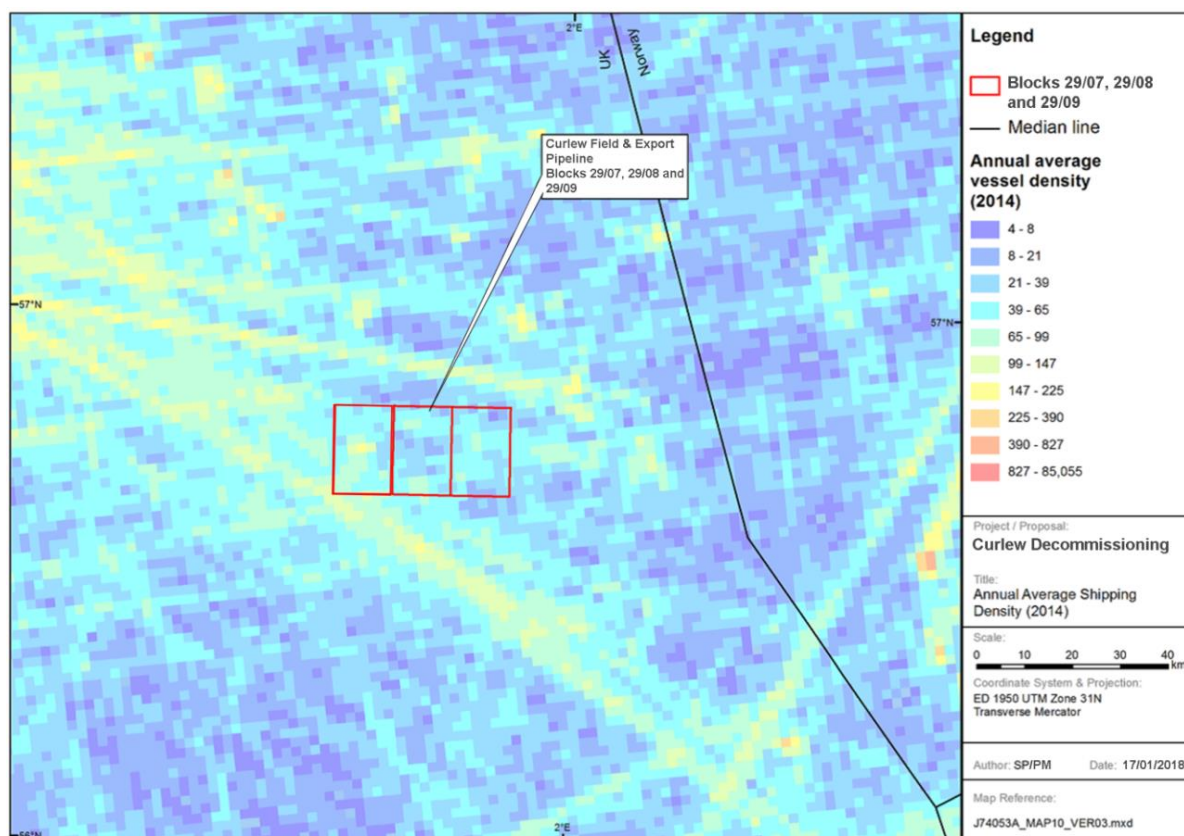 2°E
UK
Norway
Curlew Field & Export
Pipeline
Blocks 29/07, 29/08 and
29/09
57°N
57°N
56°N
2°E
Legend
Blocks 29/07, 29/08
and 29/09
Median line
Annual average
vessel density
(2014)
4 - 8
8 - 21
21 - 39
39 - 65
65 - 99
99 - 147
147 - 225
225 - 390
390 - 827
827 - 85,055
Project / Proposal:
Curlew Decommissioning
Title:
Annual Average Shipping
Density (2014)
Scale:
0 10 20 30 40
km
Coordinate System & Projection:
ED 1950 UTM Zone 31N
Transverse Mercator
Author: SP/PM Date: 17/01/2018
Map Reference:
J74053A_MAP10_VER03.mxd